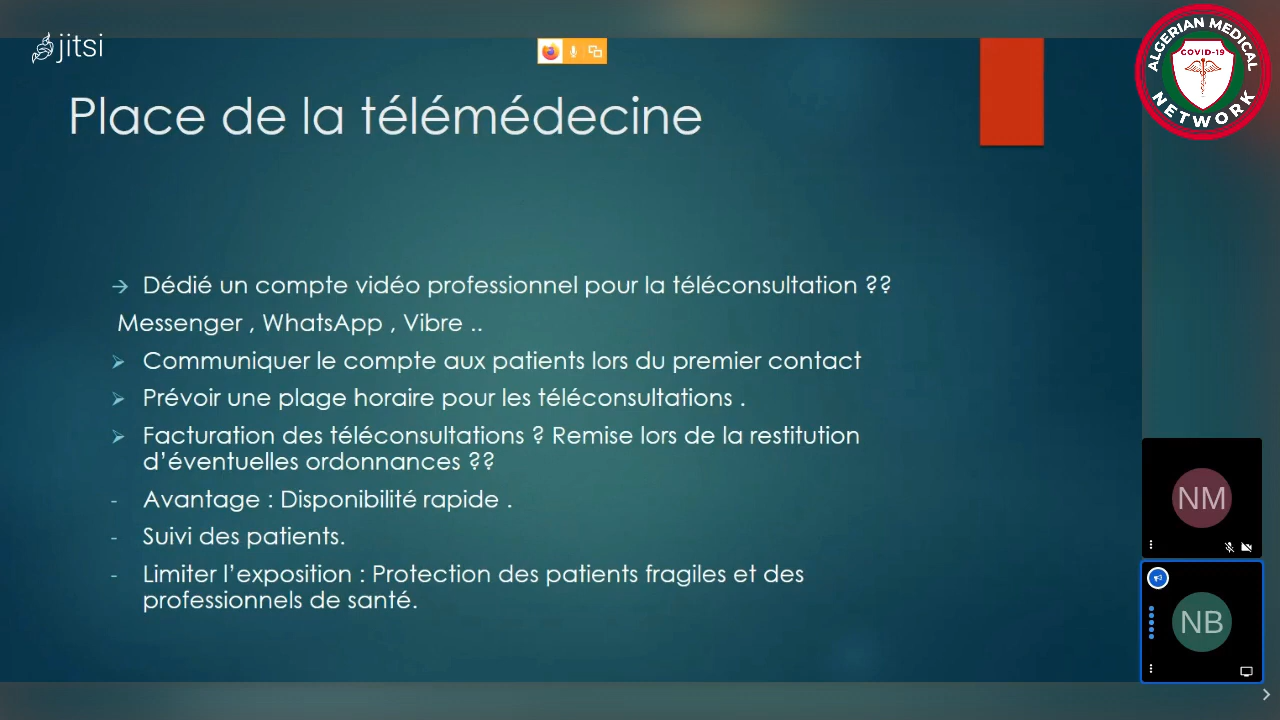 jitsi
ALGERIAN MEDICAL
COVID-19
NETWORK
Place de la télémédecine
Dédié un compte vidéo professionnel pour la téléconsultation ??
Messenger , WhatsApp , Vibre ..
Communiquer le compte aux patients lors du premier contact
Prévoir une plage horaire pour les téléconsultations .
Facturation des téléconsultations ? Remise lors de la restitution
d’éventuelles ordonnances ??
- Avantage : Disponibilité rapide .
- Suivi des patients.
- Limiter l’exposition : Protection des patients fragiles et des
professionnels de santé.
NM
NB